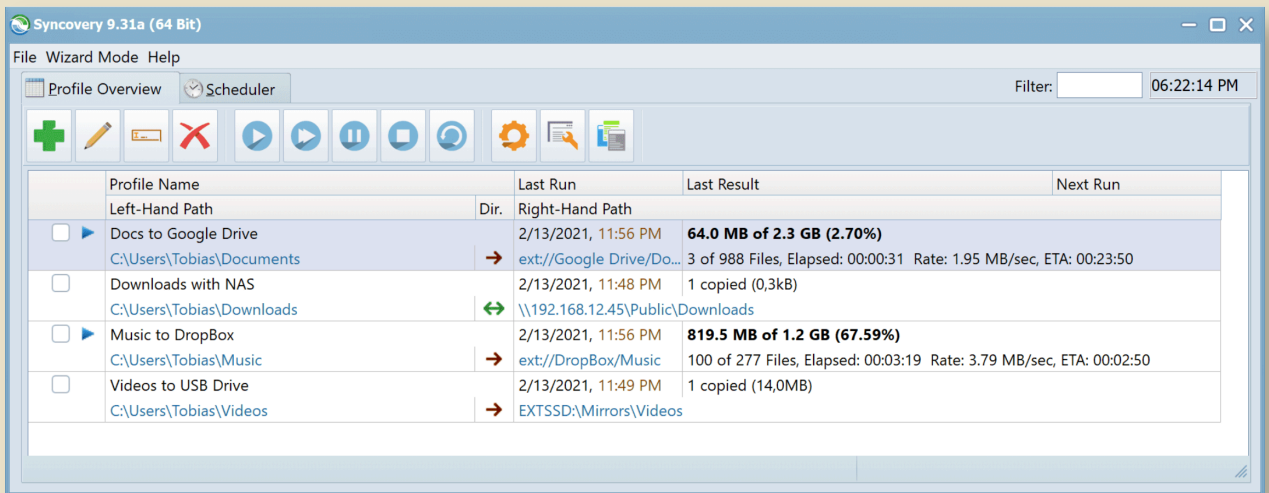 Syncovery 9.31a (64 Bit)
File Wizard Mode Help
Profile Overview Scheduler Filter: 06:22:14 PM
Profile Name Last Run Last Result Next Run
Left-Hand Path Dir. Right-Hand Path
Docs to Google Drive 2/13/2021, 11:56 PM 64.0 MB of 2.3 GB (2.70%)
C:\Users\Tobias\Documents ext://Google Drive/Do... 3 of 988 Files, Elapsed: 00:00:31 Rate: 1.95 MB/sec, ETA: 00:23:50
Downloads with NAS 2/13/2021, 11:48 PM 1 copied (0,3kB)
C:\Users\Tobias\Downloads \\192.168.12.45\Public\Downloads
Music to DropBox 2/13/2021, 11:56 PM 819.5 MB of 1.2 GB (67.59%)
C:\Users\Tobias\Music ext://DropBox/Music 100 of 277 Files, Elapsed: 00:03:19 Rate: 3.79 MB/sec, ETA: 00:02:50
Videos to USB Drive 2/13/2021, 11:49 PM 1 copied (14,0MB)
C:\Users\Tobias\Videos EXTSSD:\Mirrors\Videos